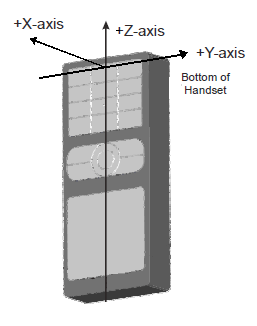 +X-axis
+Z-axis
+Y-axis
Bottom of
Handset